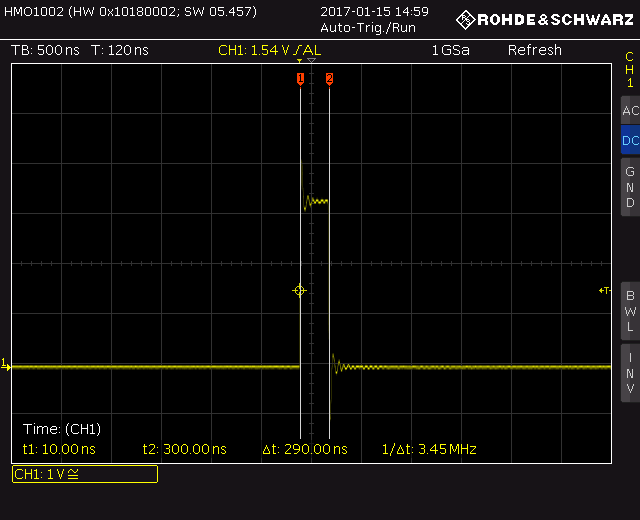 HMO1002 (HW 0x10180002; SW 05.457)
2017-01-15 14:59
Auto-Trig./Run
ROHDE&SCHWARZ
TB: 500 ns T: 120 ns
CH1: 1.54 V / AL
1 GSa
Refresh
CH1
AC
DC
GND
BWL
INV
1
2
T
1
Time: (CH1)
t1: 10.00 ns
t2: 300.00 ns
Δt: 290.00 ns
1/Δt: 3.45 MHz
CH1: 1 V ≅